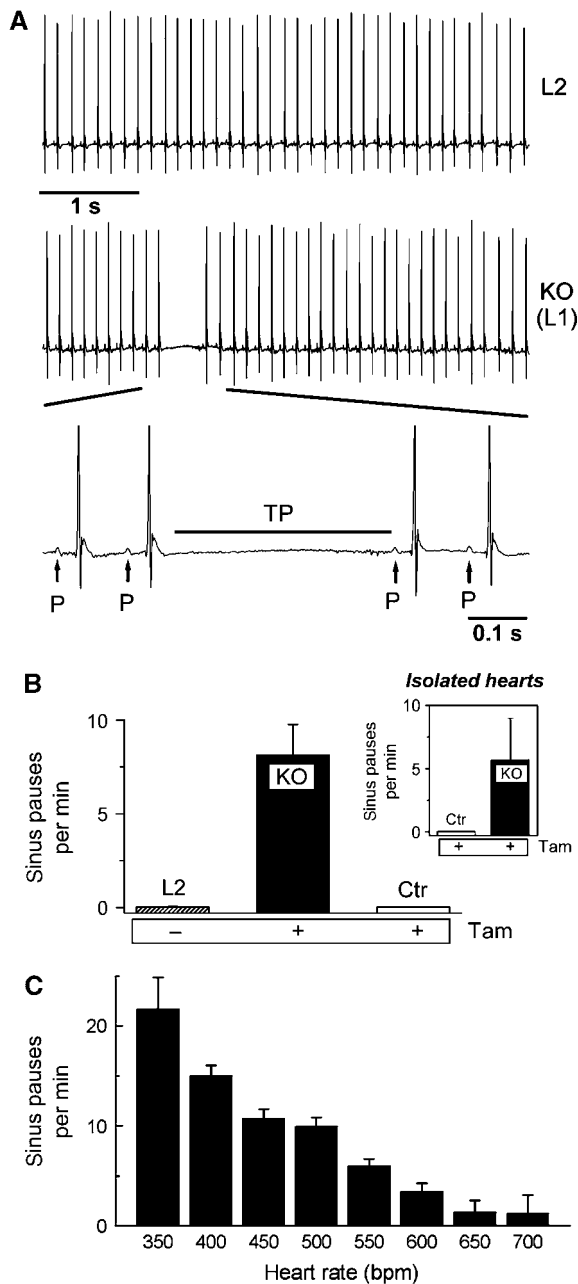 A
L2
1 s
KO
(L1)
TP
P P P P
0.1 s
B
Isolated hearts
Sinus pauses
per min
10
5
0
L2
KO
Ctr
– + + Tam
Sinus pauses
per min
10
5
0
Ctr
KO
+ + Tam
C
Sinus pauses
per min
20
10
0
350 400 450 500 550 600 650 700
Heart rate (bpm)